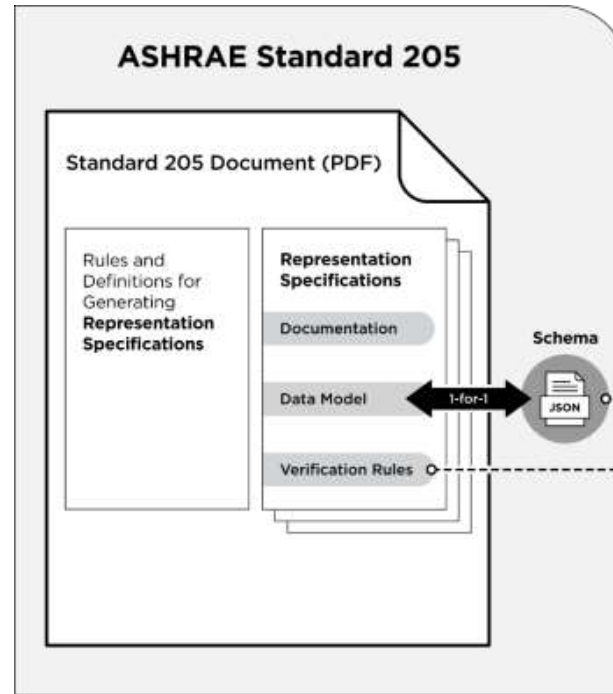 ASHRAE Standard 205
Standard 205 Document (PDF)
Rules and
Definitions for
Generating
Representation
Specifications
Representation
Specifications
Documentation
Data Model
Verification Rules
1-for-1
Schema
JSON